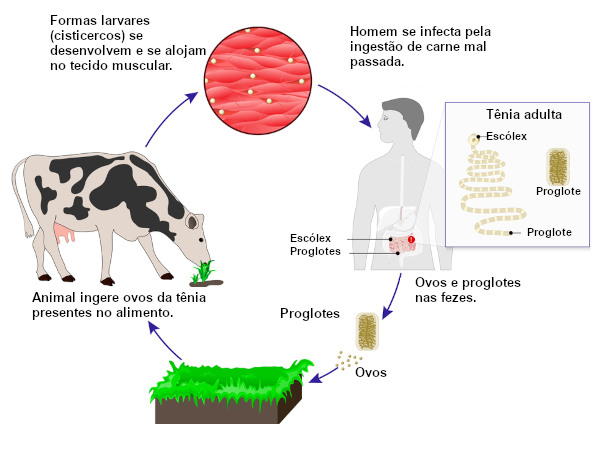 Formas larvares
(cisticercos) se
desenvolvem e se alojam
no tecido muscular.
Homem se infecta pela
ingestão de carne mal
passada.
Tênia adulta
Escólex
Proglote
Proglote
Escólex
Proglotes
Ovos e proglotes
nas fezes.
Animal ingere ovos da tênia
presentes no alimento.
Proglotes
Ovos